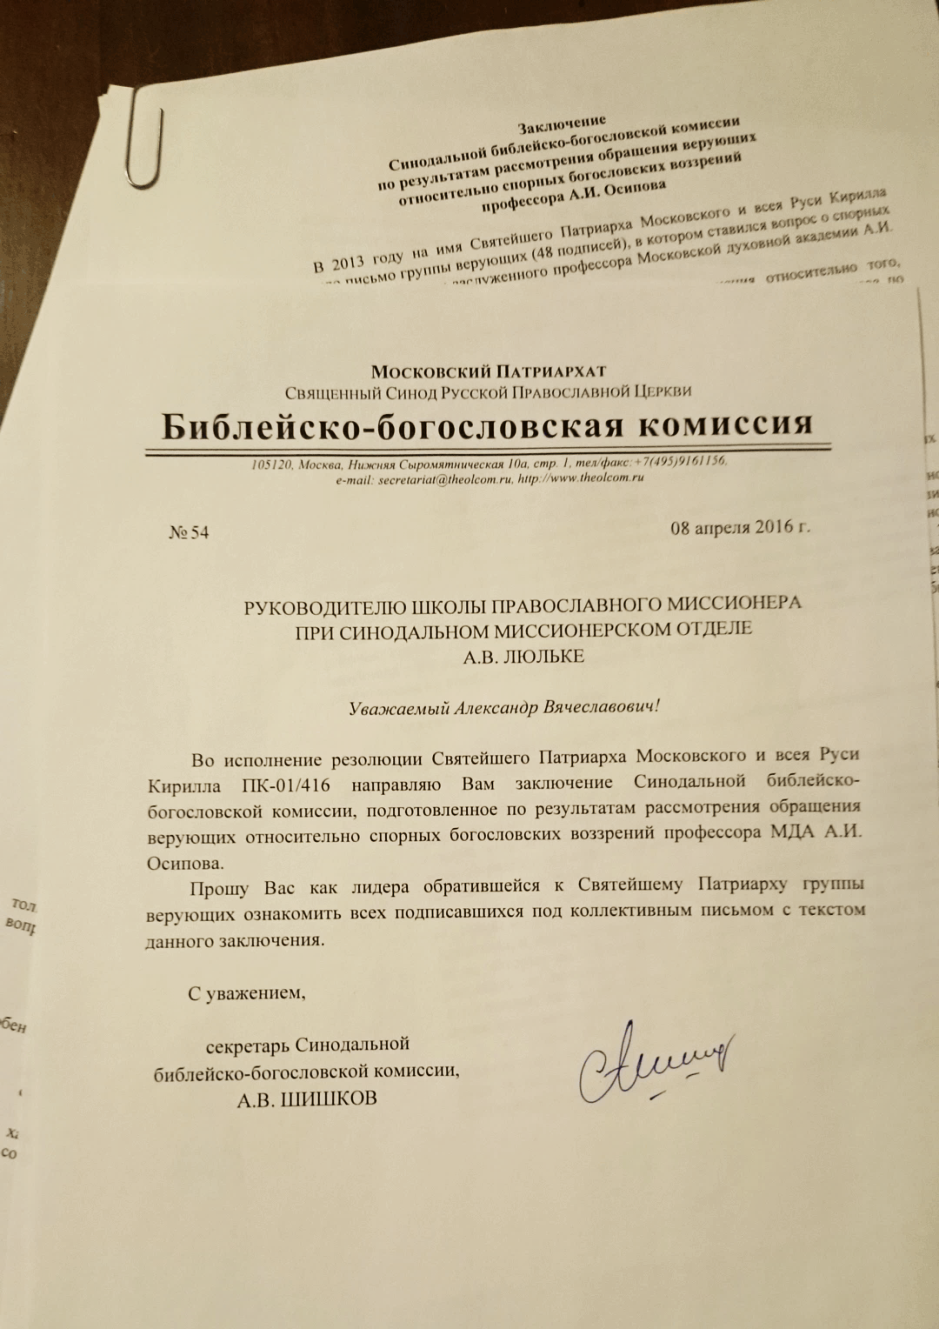 Заключение
Синодальной библейско-богословской комиссии
по результатам рассмотрения обращения верующих
относительно спорных богословских воззрений
профессора А.И. Осипова
В 2013 году на имя Святейшего Патриарха Московского и всея Руси Кирилла
письмо группы верующих (48 подписей), в котором ставился вопрос о спорных
профессора Московской духовной академии А.И.
относительно того,
по
Московский Патриархат
Священный Синод Русской Православной Церкви
Библейско-богословская комиссия
105120, Москва, Нижняя Сыромятническая 10а, стр. 1, тел/факс: +7(495)9161156,
e-mail: secretariat@theolcom.ru, http://www.theolcom.ru
№ 54
08 апреля 2016 г.
РУКОВОДИТЕЛЮ ШКОЛЫ ПРАВОСЛАВНОГО МИССИОНЕРА
ПРИ СИНОДАЛЬНОМ МИССИОНЕРСКОМ ОТДЕЛЕ
А.В. ЛЮЛЬКЕ
Уважаемый Александр Вячеславович!
Во исполнение резолюции Святейшего Патриарха Московского и всея Руси
Кирилла ПК-01/416 направляю Вам заключение Синодальной библейско-
богословской комиссии, подготовленное по результатам рассмотрения обращения
верующих относительно спорных богословских воззрений профессора МДА А.И.
Осипова.
Прошу Вас как лидера обратившейся к Святейшему Патриарху группы
верующих ознакомить всех подписавшихся под коллективным письмом с текстом
данного заключения.
С уважением,
секретарь Синодальной
библейско-богословской комиссии,
А.В. ШИШКОВ